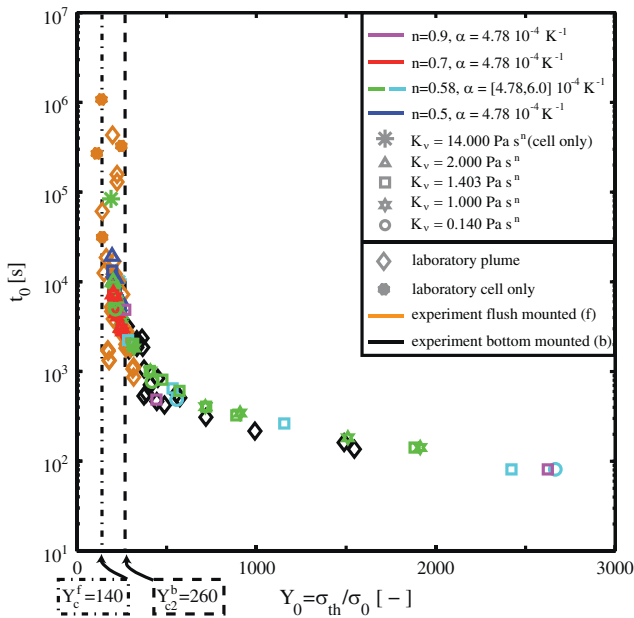 10^7
10^6
10^5
10^4
10^3
10^2
10^1
t_0 [s]
n=0.9, α = 4.78 10^-4 K^-1
n=0.7, α = 4.78 10^-4 K^-1
n=0.58, α = [4.78,6.0] 10^-4 K^-1
n=0.5, α = 4.78 10^-4 K^-1
K_v = 14.000 Pa s^n (cell only)
K_v = 2.000 Pa s^n
K_v = 1.403 Pa s^n
K_v = 1.000 Pa s^n
K_v = 0.140 Pa s^n
laboratory plume
laboratory cell only
experiment flush mounted (f)
experiment bottom mounted (b)
0 1000 2000 3000
Y_c^f=140
Y_c2^b=260
Y_0=σ_th/σ_0 [ – ]